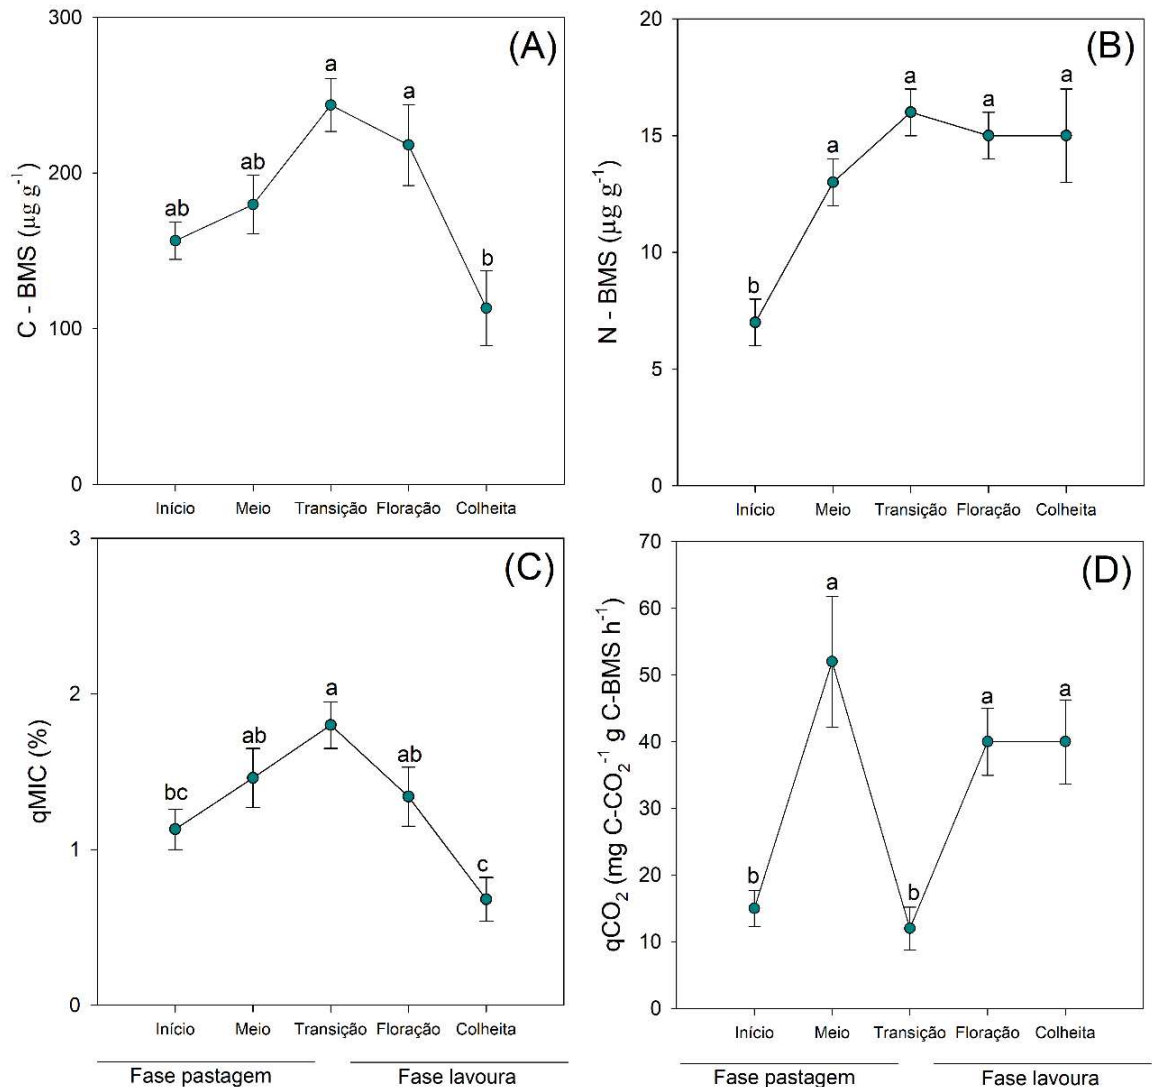 (A)
300
200
100
0
C - BMS (µg g⁻¹)
ab
ab
a
a
b
Início Meio Transição Floração Colheita
(B)
20
15
10
5
0
N - BMS (µg g⁻¹)
b
a
a
a
a
Início Meio Transição Floração Colheita
(C)
3
2
1
0
qMIC (%)
bc
ab
a
ab
c
Início Meio Transição Floração Colheita
Fase pastagem Fase lavoura
(D)
70
60
50
40
30
20
10
0
qCO₂ (mg C-CO₂⁻¹ g C-BMS h⁻¹)
b
a
b
a
a
Início Meio Transição Floração Colheita
Fase pastagem Fase lavoura